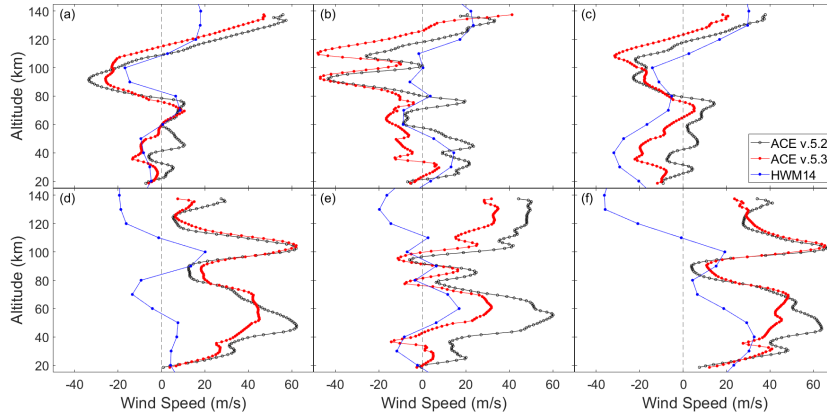 (a) (b) (c)
140
120
100
80
60
40
20
Altitude (km)
ACE v.5.2
ACE v.5.3
HWM14
(d) (e) (f)
140
120
100
80
60
40
20
Altitude (km)
-40 -20 0 20 40 60 -40 -20 0 20 40 60 -40 -20 0 20 40 60
Wind Speed (m/s) Wind Speed (m/s) Wind Speed (m/s)